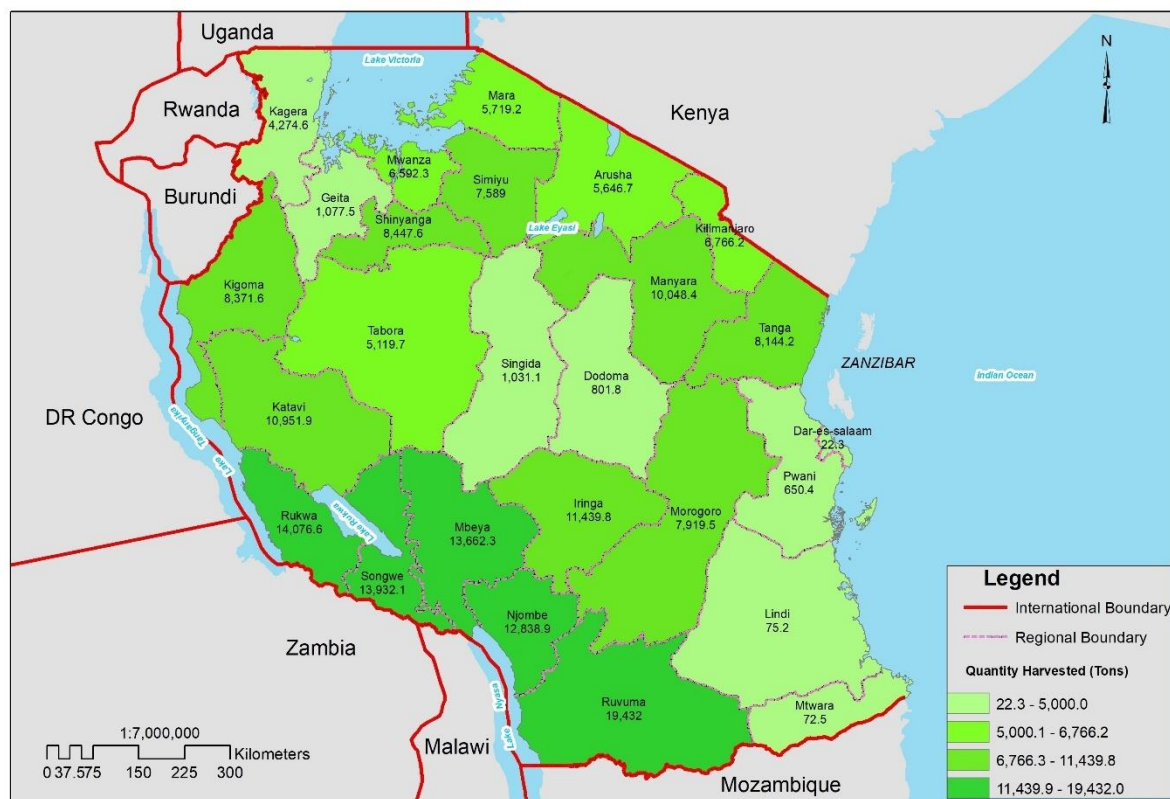 Uganda
Lake Victoria
N
Rwanda
Kagera
4,274.6
Mara
5,719.2
Kenya
Burundi
Mwanza
6,592.3
Simiyu
7,589
Arusha
5,646.7
Geita
1,077.5
Shinyanga
8,447.6
Lake Eyasi
Kilimanjaro
6,766.2
Kigoma
8,371.6
Manyara
10,048.4
Tabora
5,119.7
Tanga
8,144.2
Singida
1,031.1
Dodoma
801.8
ZANZIBAR
Indian Ocean
DR Congo
Lake Tanganyika
Katavi
10,951.9
Dar-es-salaam
22.3
Pwani
650.4
Rukwa
14,076.6
Lake Rukwa
Mbeya
13,662.3
Iringa
11,439.8
Morogoro
7,919.5
Songwe
13,932.1
Njombe
12,838.9
Lindi
75.2
Zambia
Lake Nyasa
Ruvuma
19,432
Mtwara
72.5
Malawi
Mozambique
1:7,000,000
Kilometers
0 37.575 150 225 300
Legend
International Boundary
Regional Boundary
Quantity Harvested (Tons)
22.3 - 5,000.0
5,000.1 - 6,766.2
6,766.3 - 11,439.8
11,439.9 - 19,432.0